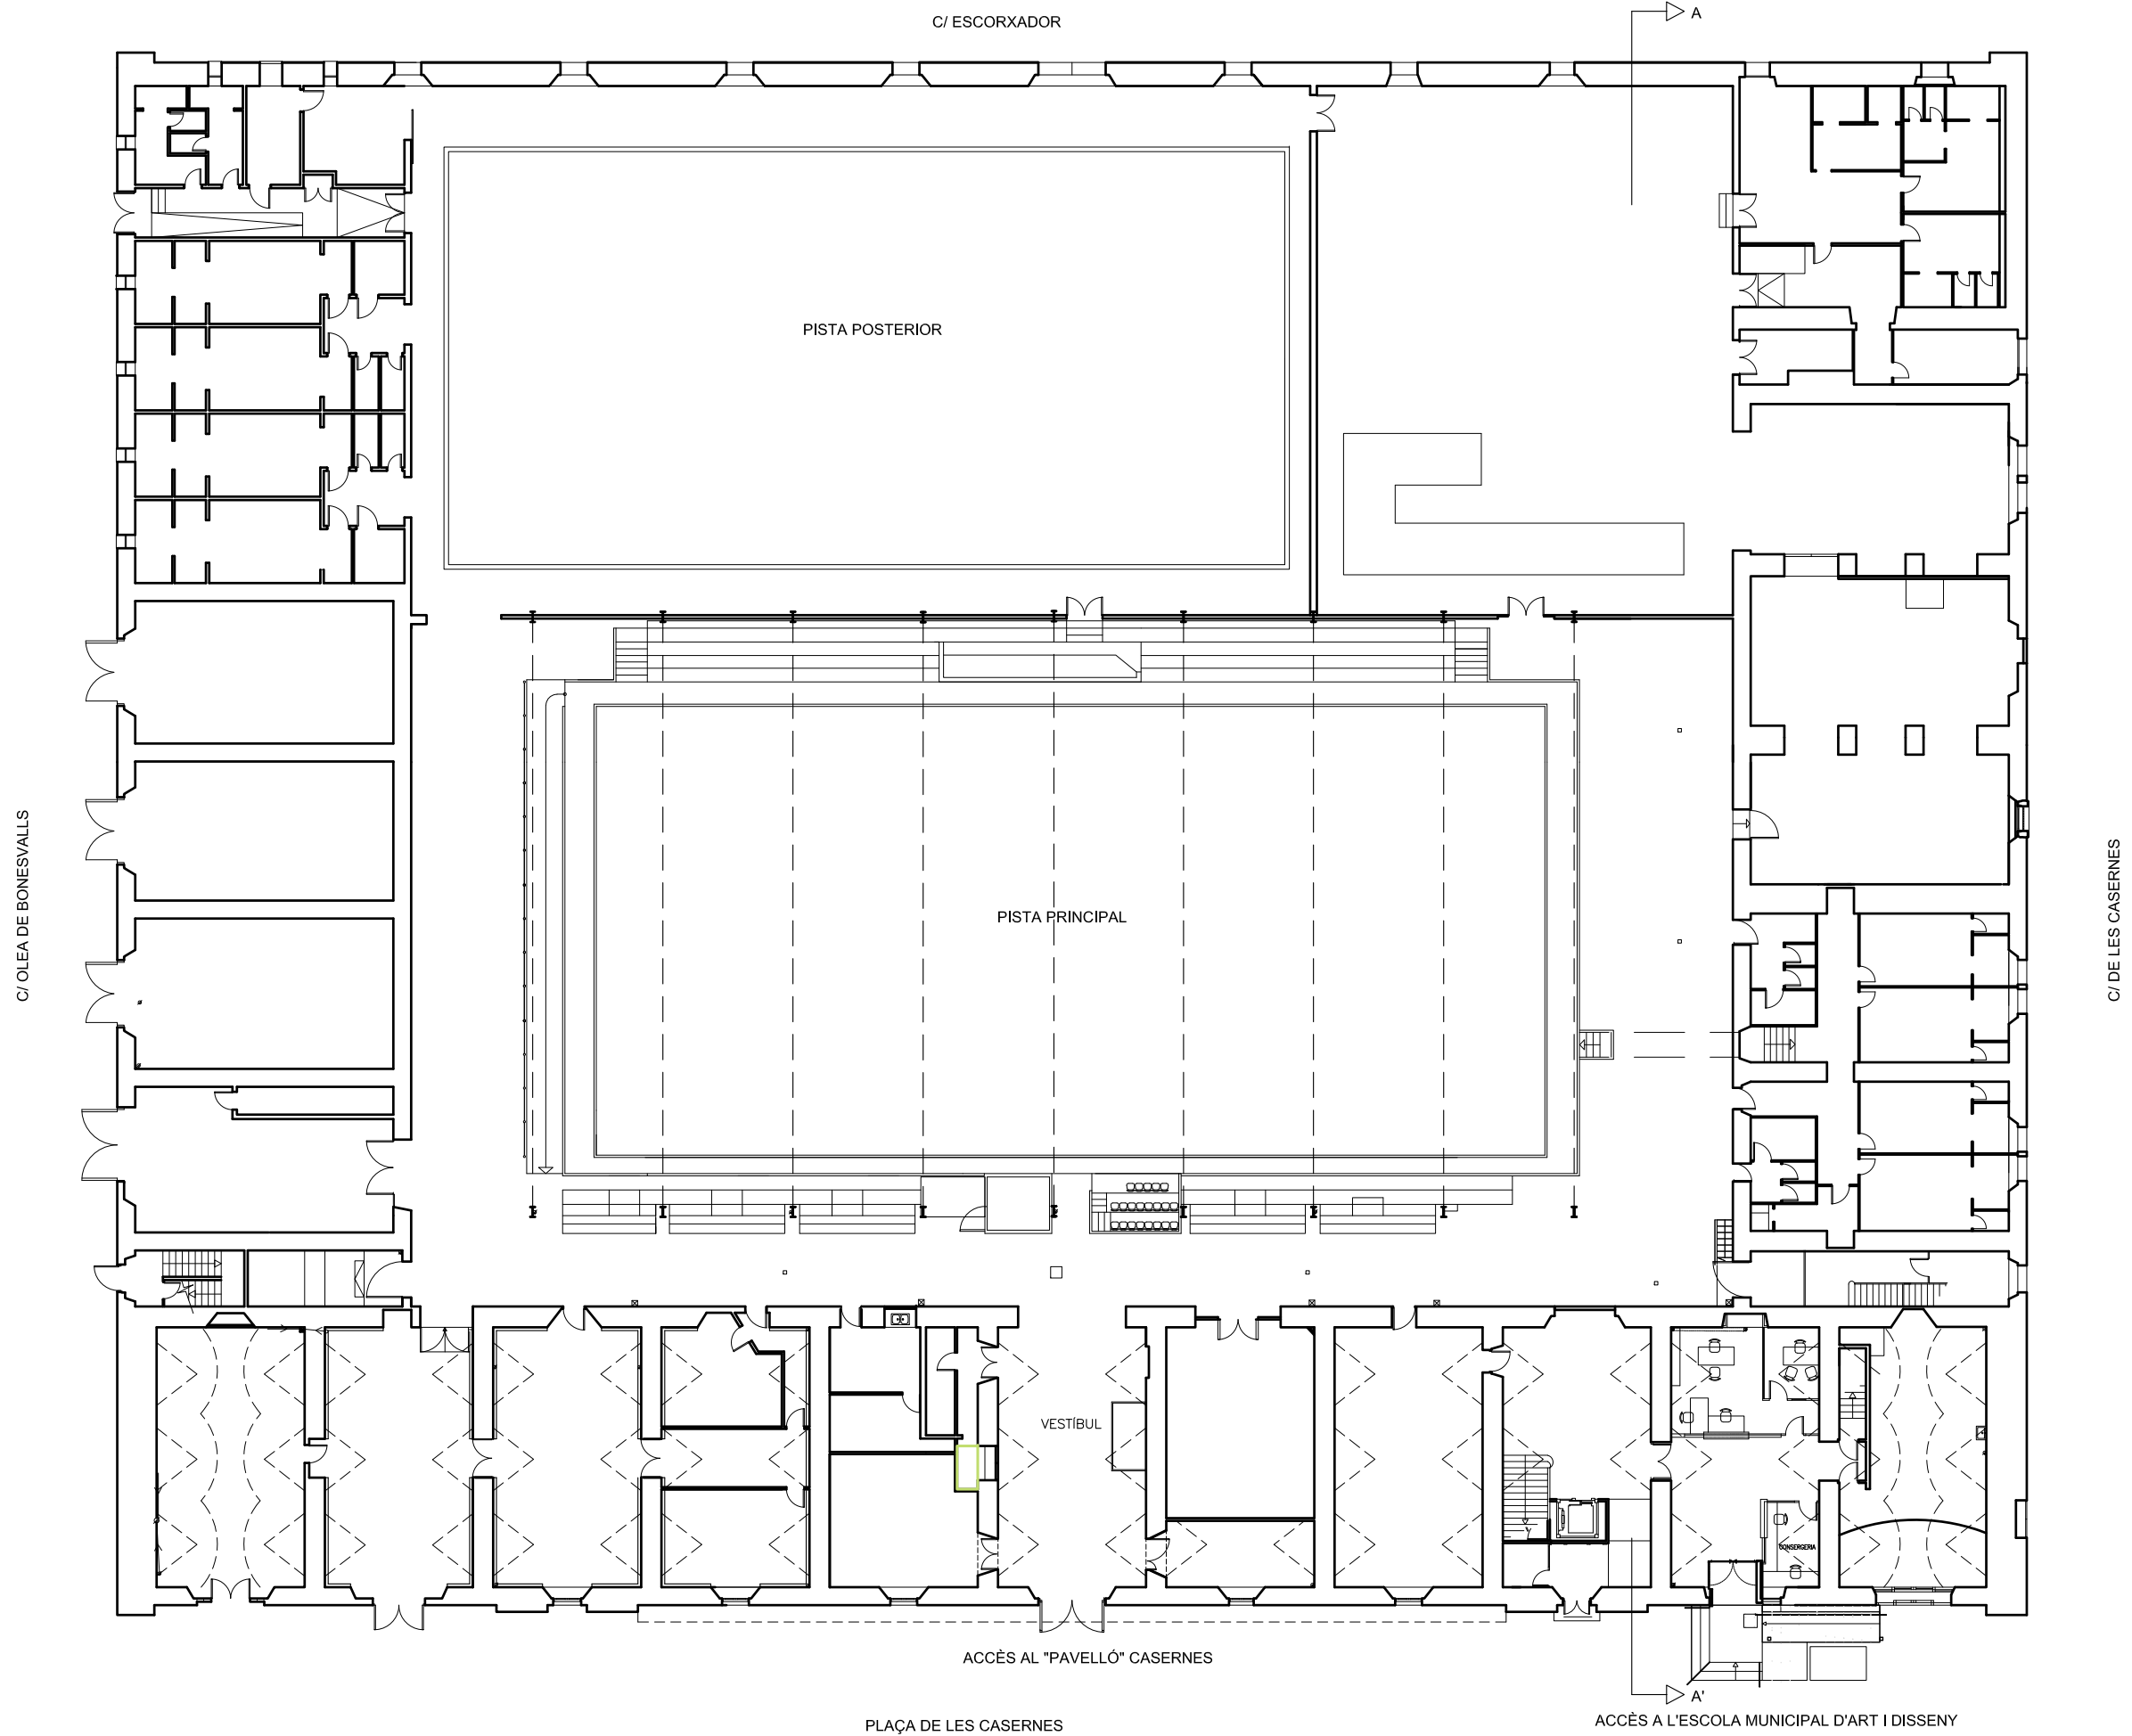 C/ ESCORXADOR
A
PISTA POSTERIOR
C/ OLEA DE BONESVALLS
PISTA PRINCIPAL
C/ DE LES CASERNES
VESTÍBUL
CONSERGERIA
ACCÈS AL "PAVELLÓ" CASERNES
A'
PLAÇA DE LES CASERNES
ACCÈS A L'ESCOLA MUNICIPAL D'ART I DISSENY